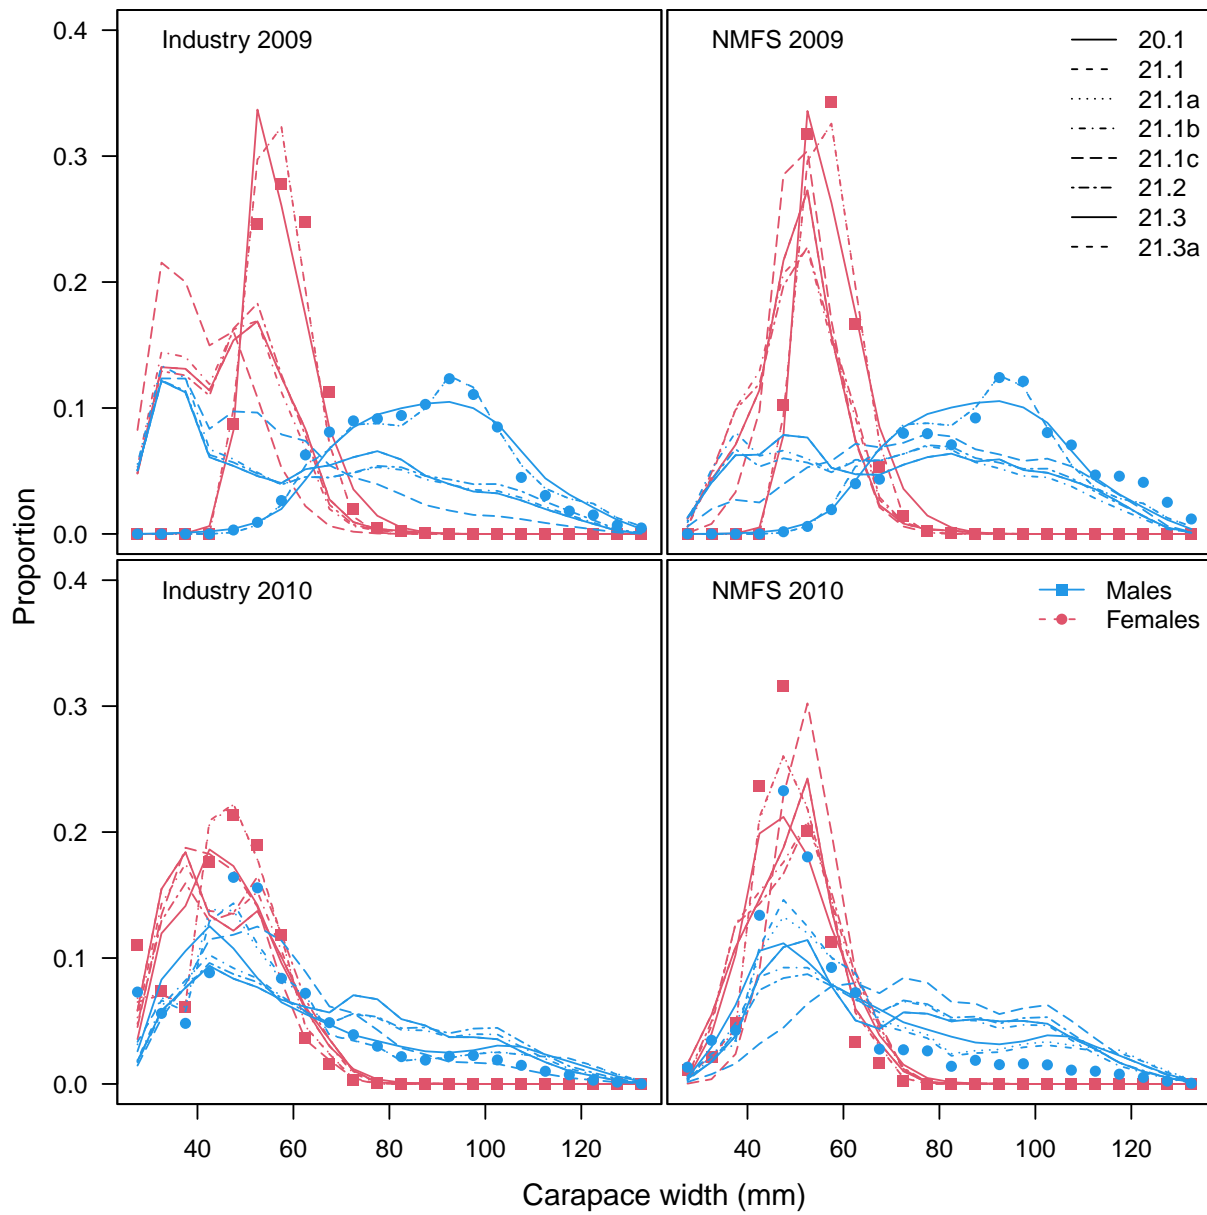 Industry 2009
NMFS 2009
20.1
21.1
21.1a
21.1b
21.1c
21.2
21.3
21.3a
0.4
0.3
0.2
0.1
0.0
Industry 2010
NMFS 2010
Males
Females
0.4
0.3
0.2
0.1
0.0
Proportion
40 60 80 100 120
40 60 80 100 120
Carapace width (mm)